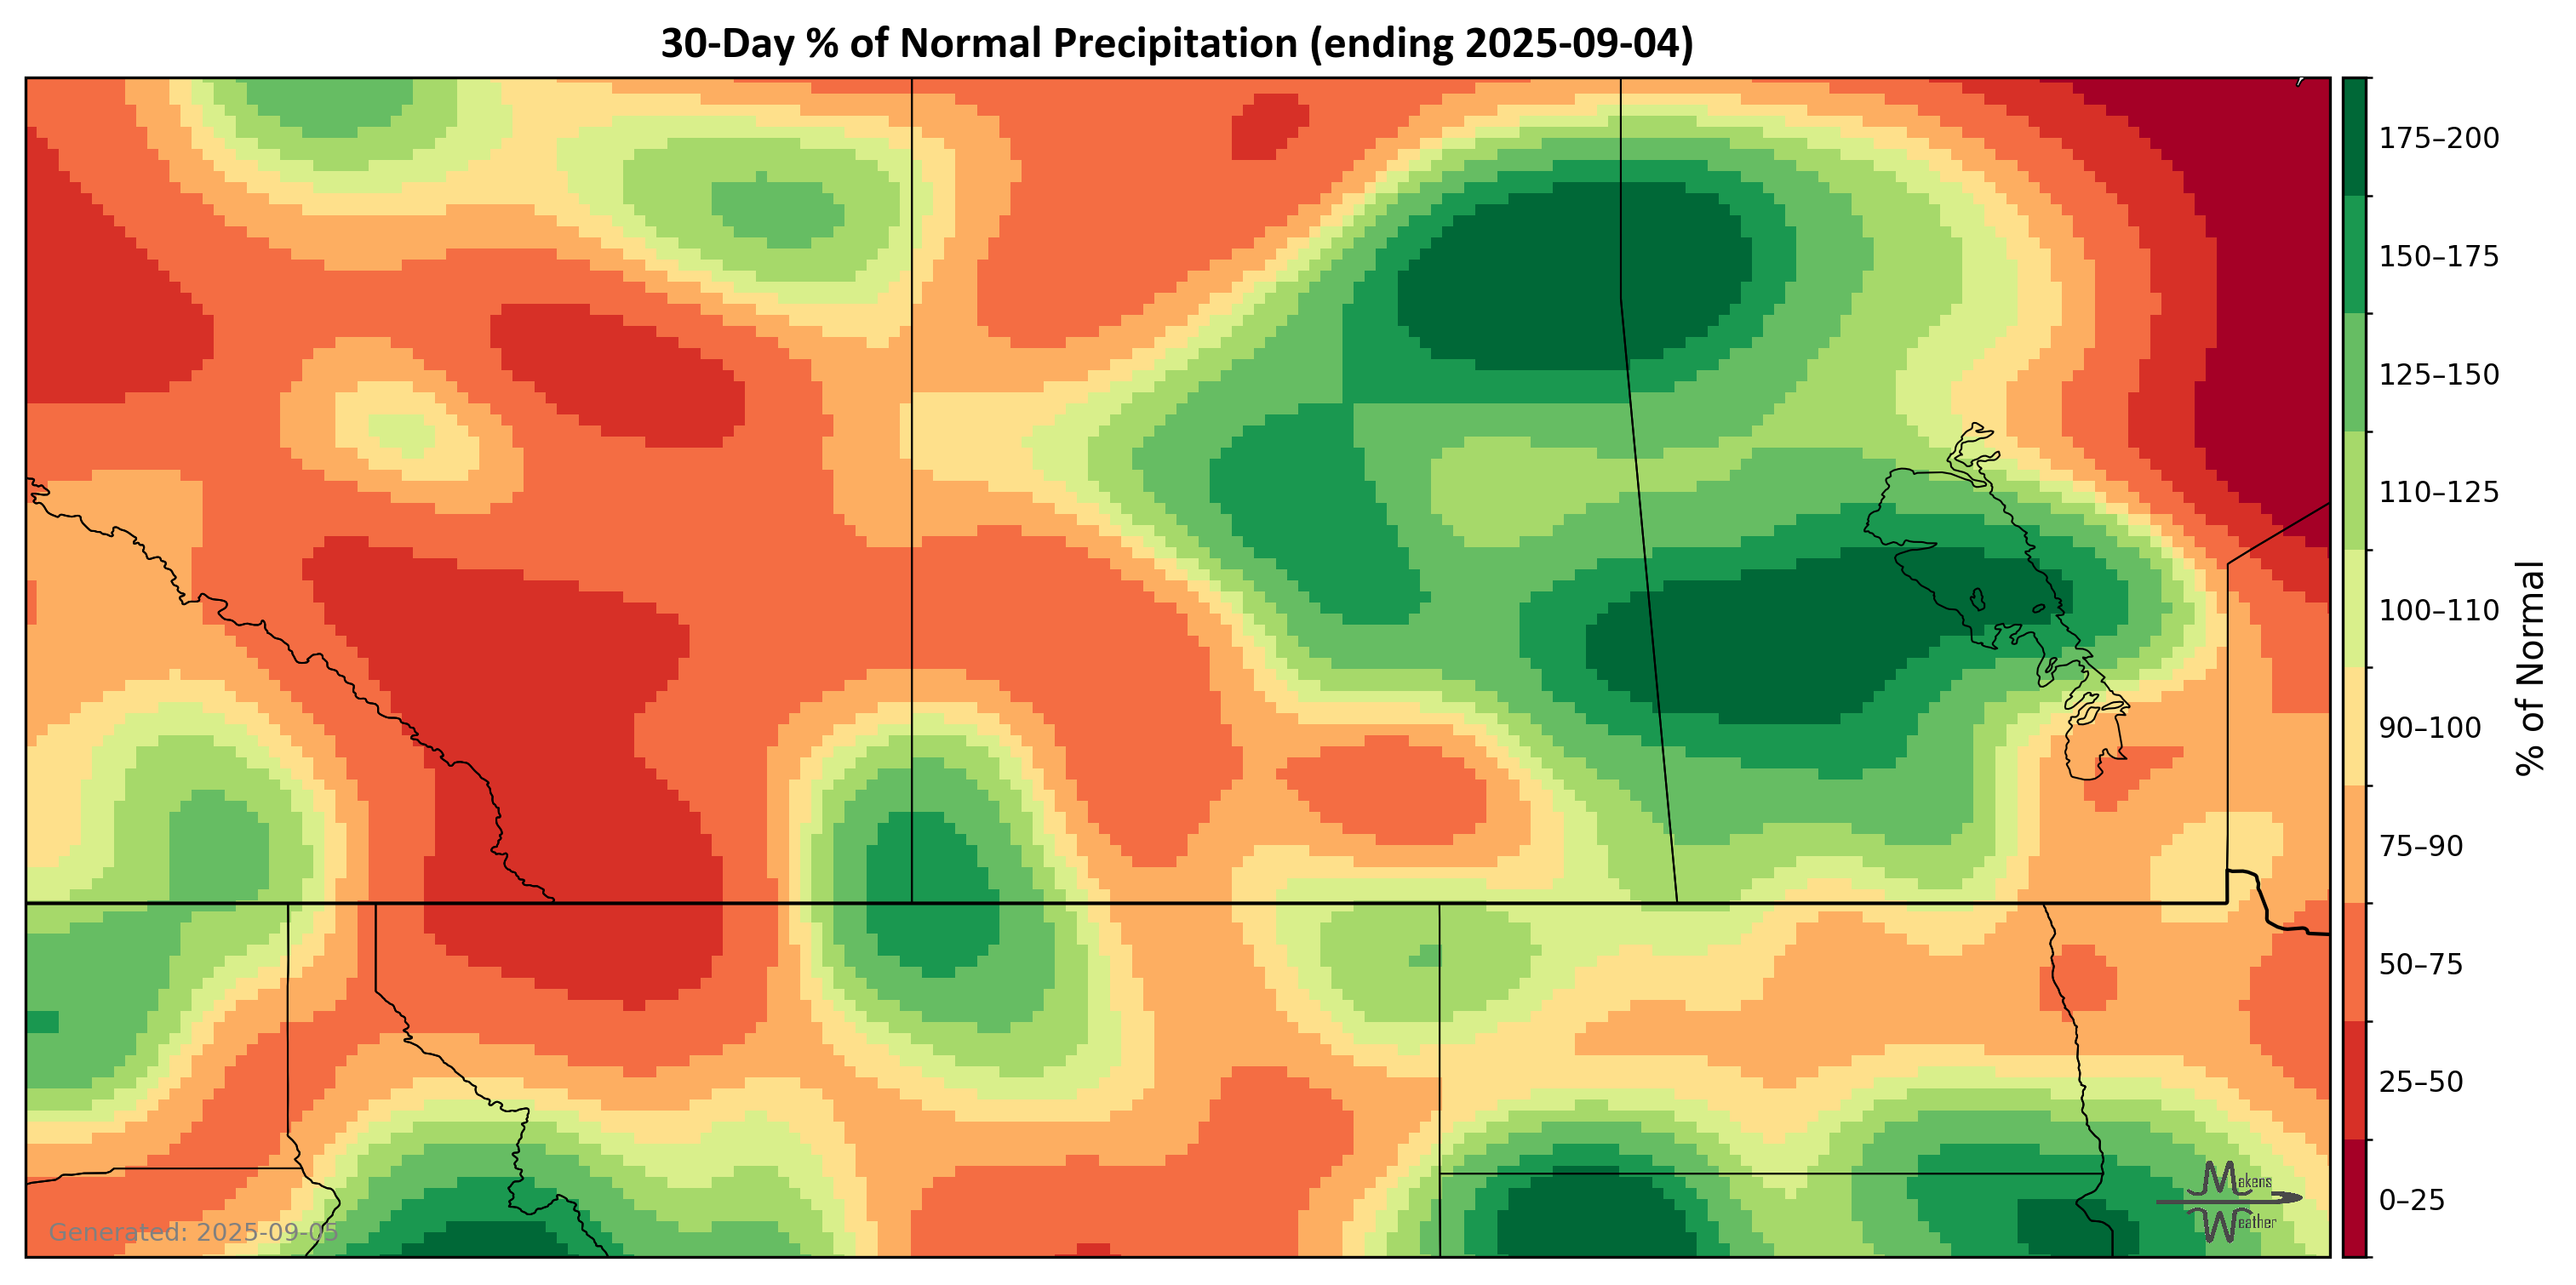 30-Day % of Normal Precipitation (ending 2025-09-04)
175–200
150–175
125–150
110–125
100–110
90–100
75–90
50–75
25–50
0–25
% of Normal
Makens
Weather
Generated: 2025-09-05